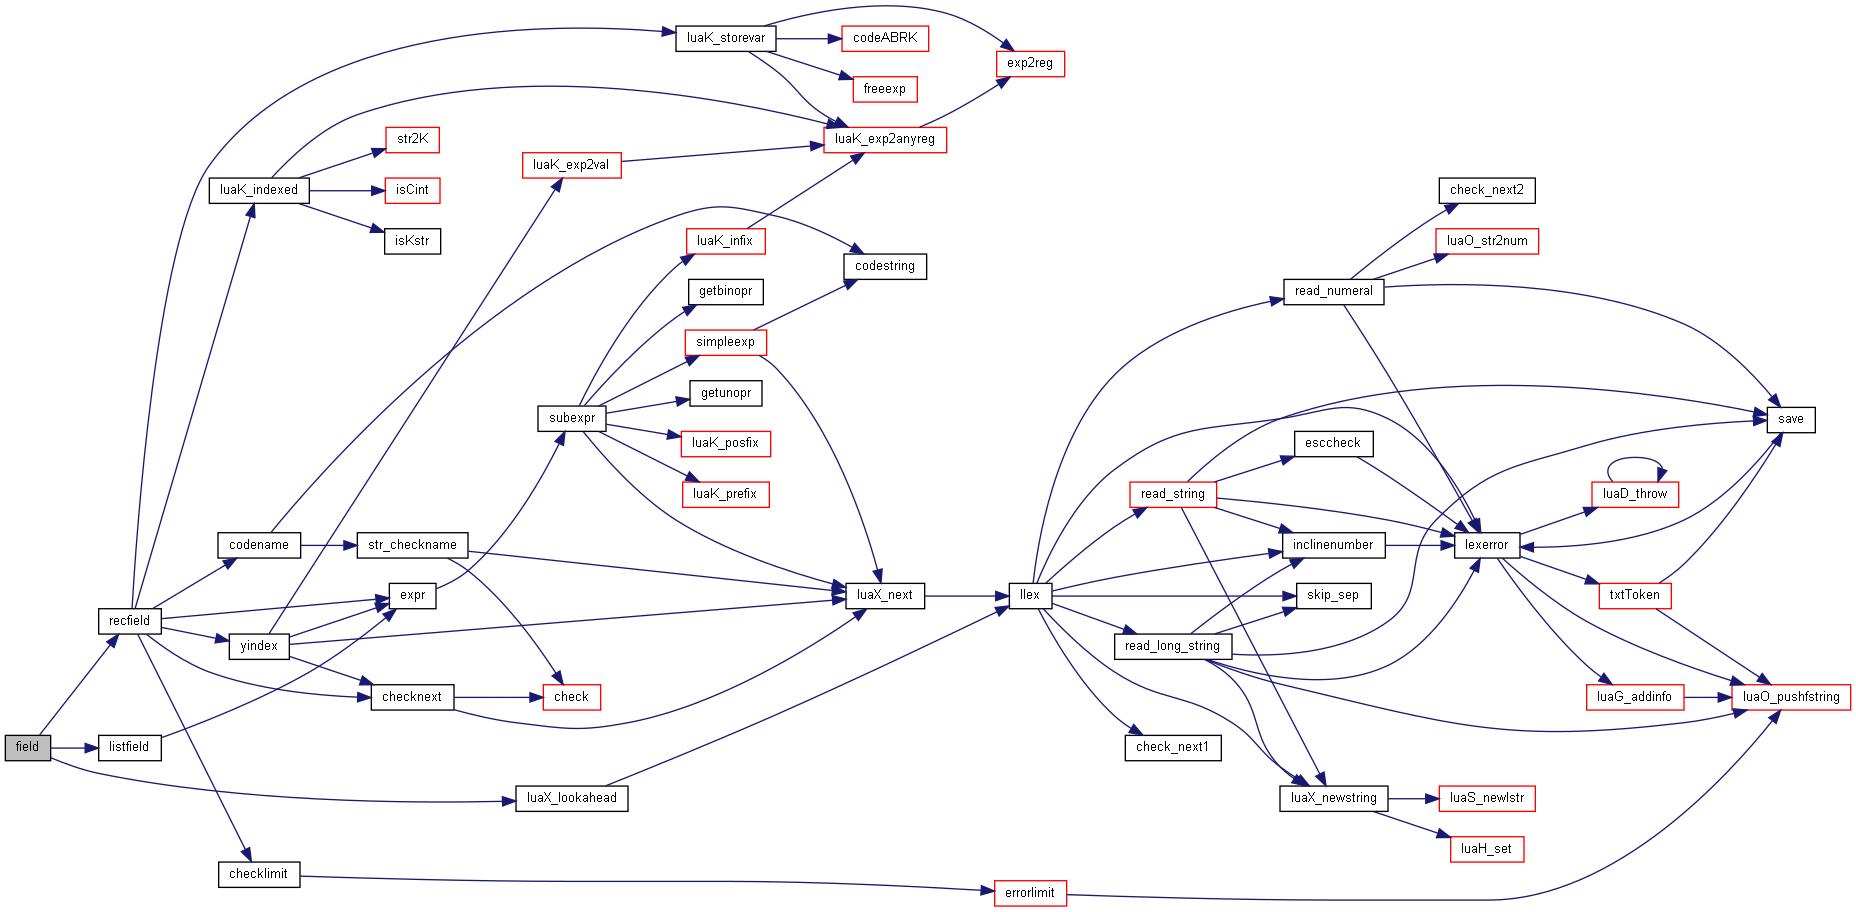 luaK_storevar
codeABRK
exp2reg
freeexp
str2K
luaK_exp2anyreg
luaK_exp2val
luaK_indexed
isCint
check_next2
isKstr
luaK_infix
luaO_str2num
codestring
getbinopr
read_numeral
simpleexp
getunopr
subexpr
save
luaK_posfix
esccheck
luaK_prefix
read_string
luaD_throw
codename
str_checkname
inclinenumber
lexerror
expr
luaX_next
llex
skip_sep
txtToken
recfield
yindex
read_long_string
checknext
check
luaG_addinfo
luaO_pushfstring
field
listfield
check_next1
luaX_lookahead
luaX_newstring
luaS_newlstr
luaH_set
checklimit
errorlimit